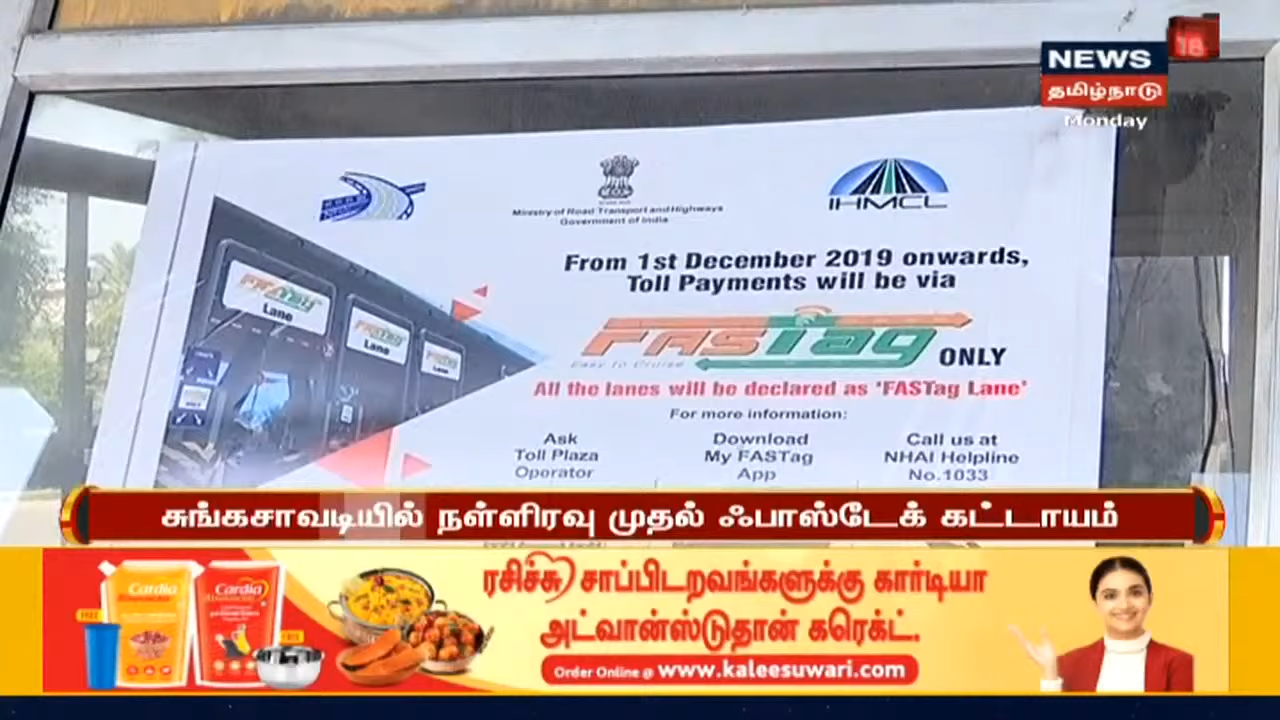 NEWS
18
தமிழ்நாடு
Monday
Ministry of Road Transport and Highways
Government of India
IHMCL
From 1st December 2019 onwards,
Toll Payments will be via
FASTag ONLY
Easy to Cruise
All the lanes will be declared as 'FASTag Lane'
For more information:
Ask
Toll Plaza
Operator
Download
My FASTag
App
Call us at
NHAI Helpline
No.1033
FASTag
Lane
FASTag
Lane
FASTag
Lane
சுங்கசாவடியில் நள்ளிரவு முதல் ஃபாஸ்டேக் கட்டாயம்
Cardia
Cardia
FREE
ரசிச்சு சாப்பிடறவங்களுக்கு கார்டியா
அட்வான்ஸ்டுதான் கரெக்ட்.
Order Online @ www.kaleesuwari.com